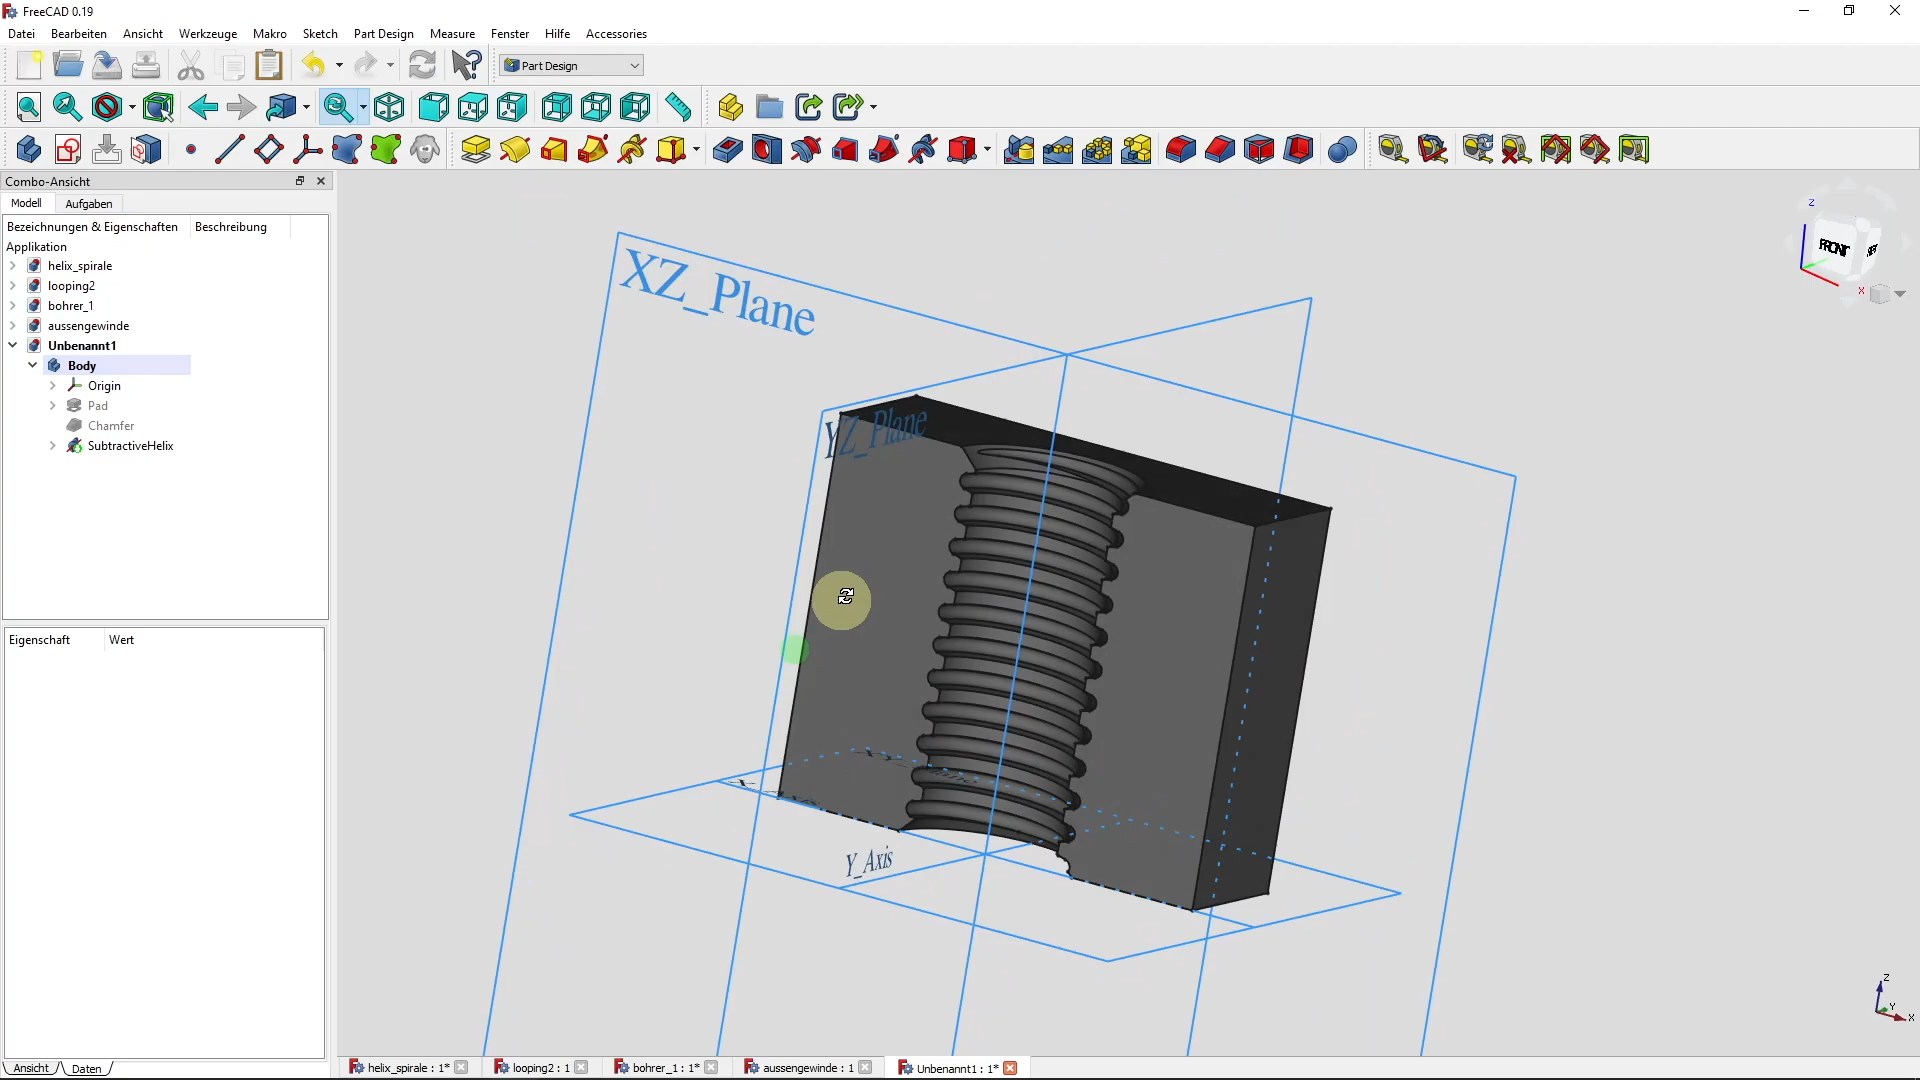 FreeCAD 0.19
Datei Bearbeiten Ansicht Werkzeuge Makro Sketch Part Design Measure Fenster Hilfe Accessories
Part Design
Combo-Ansicht
Modell Aufgaben
Bezeichnungen & Eigenschaften Beschreibung
Applikation
helix_spirale
looping2
bohrer_1
aussengewinde
Unbenannt1
Body
Origin
Pad
Chamfer
SubtractiveHelix
Eigenschaft Wert
XZ_Plane
YZ_Plane
Y_Axis
Z
FRONT
X
Z
Y
X
Ansicht Daten
helix_spirale : 1* looping2 : 1 bohrer_1 : 1* aussengewinde : 1 Unbenannt1 : 1*